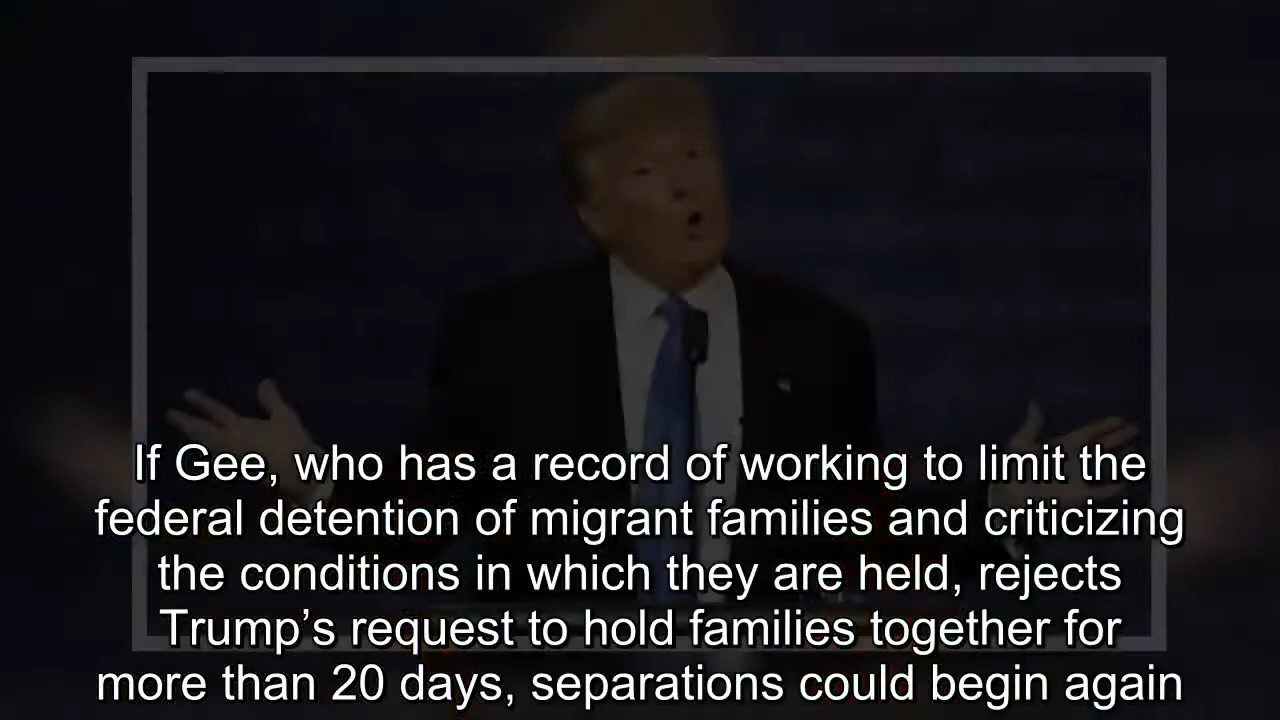 If Gee, who has a record of working to limit the
federal detention of migrant families and criticizing
the conditions in which they are held, rejects
Trump’s request to hold families together for
more than 20 days, separations could begin again